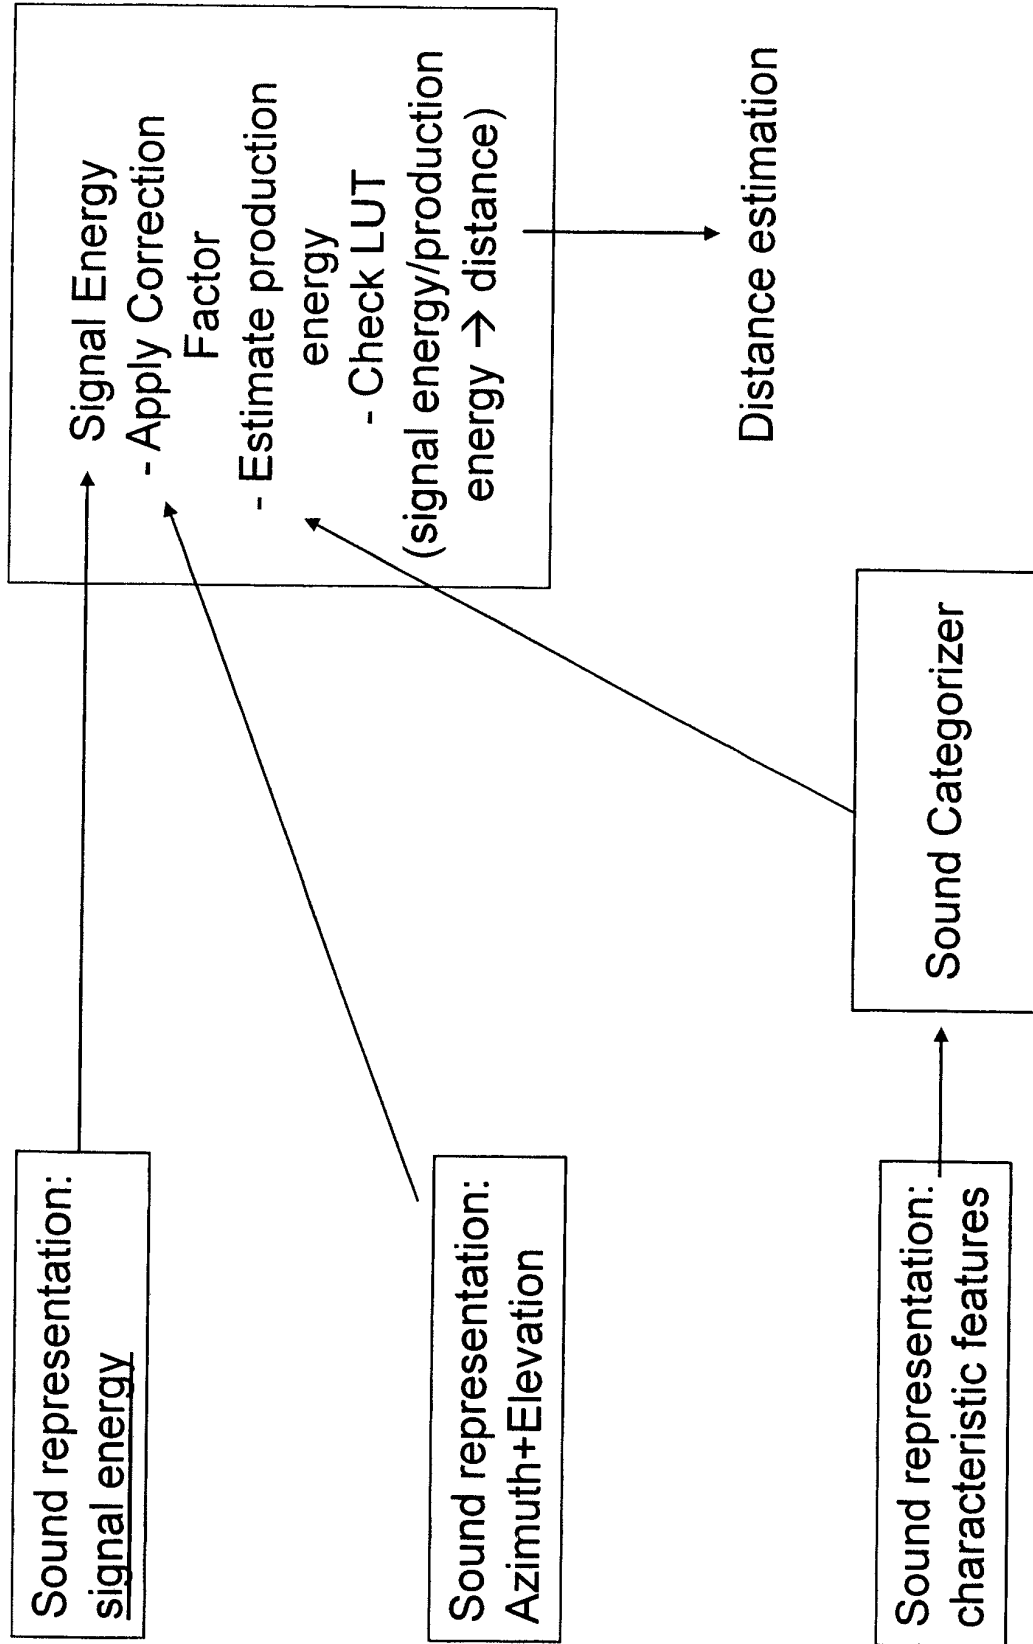 Sound representation:
signal energy
Sound representation:
Azimuth+Elevation
Sound representation:
characteristic features
Sound Categorizer
Signal Energy
- Apply Correction
Factor
- Estimate production
energy
- Check LUT
(signal energy/production
energy → distance)
Distance estimation